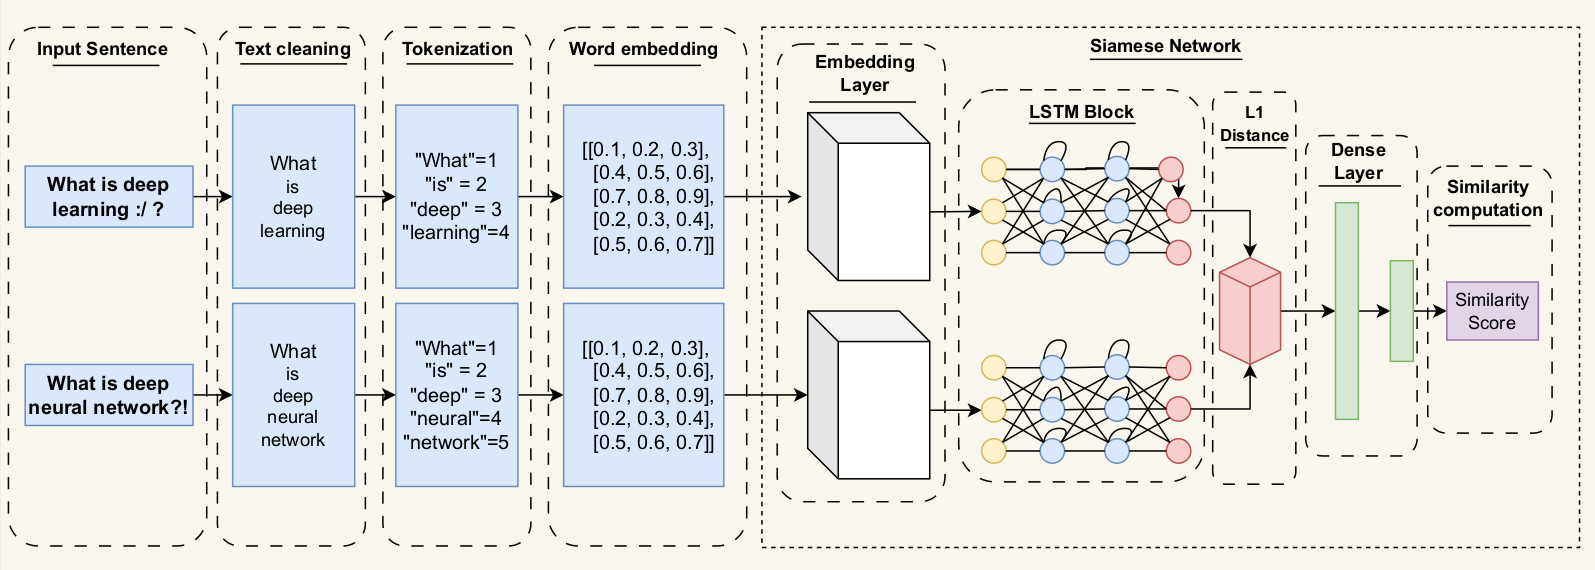 Input Sentence
Text cleaning
Tokenization
Word embedding
Siamese Network
Embedding
Layer
LSTM Block
L1
Distance
Dense
Layer
Similarity
computation
What is deep
learning :/ ?
What
is
deep
learning
"What"=1
"is" = 2
"deep" = 3
"learning"=4
[[0.1, 0.2, 0.3],
[0.4, 0.5, 0.6],
[0.7, 0.8, 0.9],
[0.2, 0.3, 0.4],
[0.5, 0.6, 0.7]]
What is deep
neural network?!
What
is
deep
neural
network
"What"=1
"is" = 2
"deep" = 3
"neural"=4
"network"=5
[[0.1, 0.2, 0.3],
[0.4, 0.5, 0.6],
[0.7, 0.8, 0.9],
[0.2, 0.3, 0.4],
[0.5, 0.6, 0.7]]
Similarity
Score